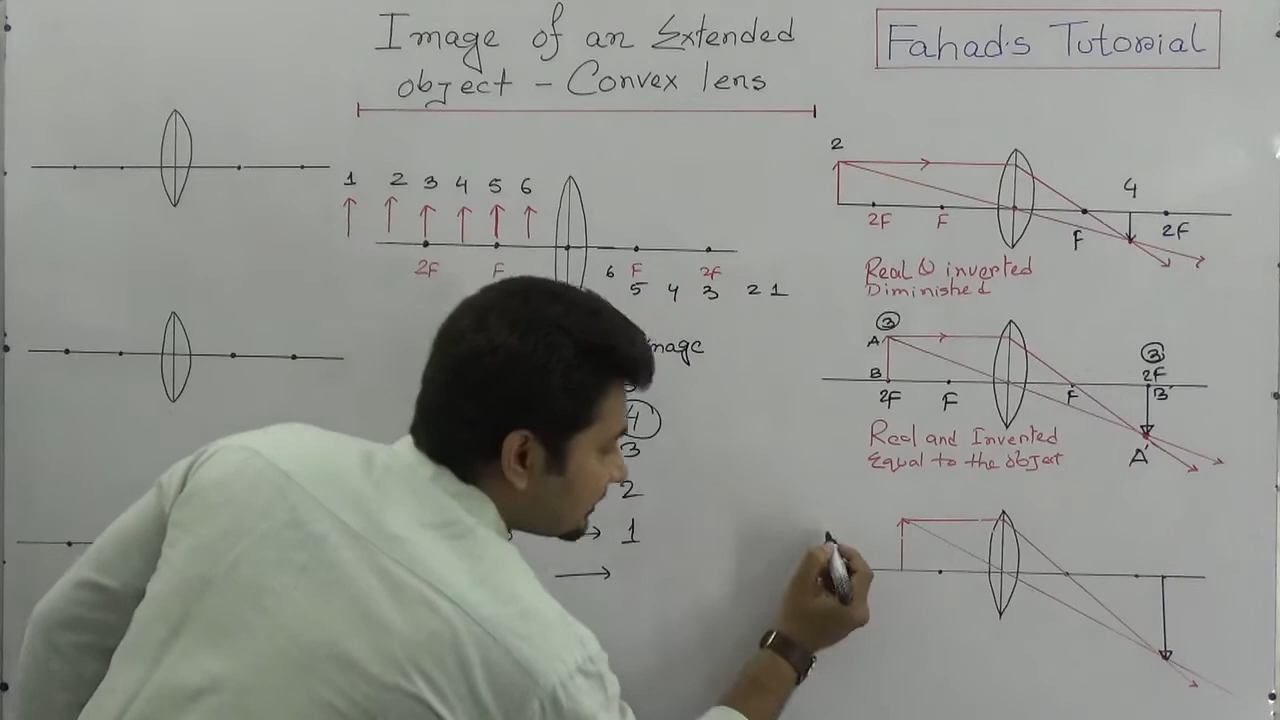 Image of an Extended
object - Convex lens
Fahad's Tutorial
1 2 3 4 5 6
2F F
6 F 2F
5 4 3 2 1
4
3
2
1
2
4
2F F F 2F
Real & inverted
Diminished
3
A
B
2F F F
3
2F
B'
A'
Real and Inverted
Equal to the object